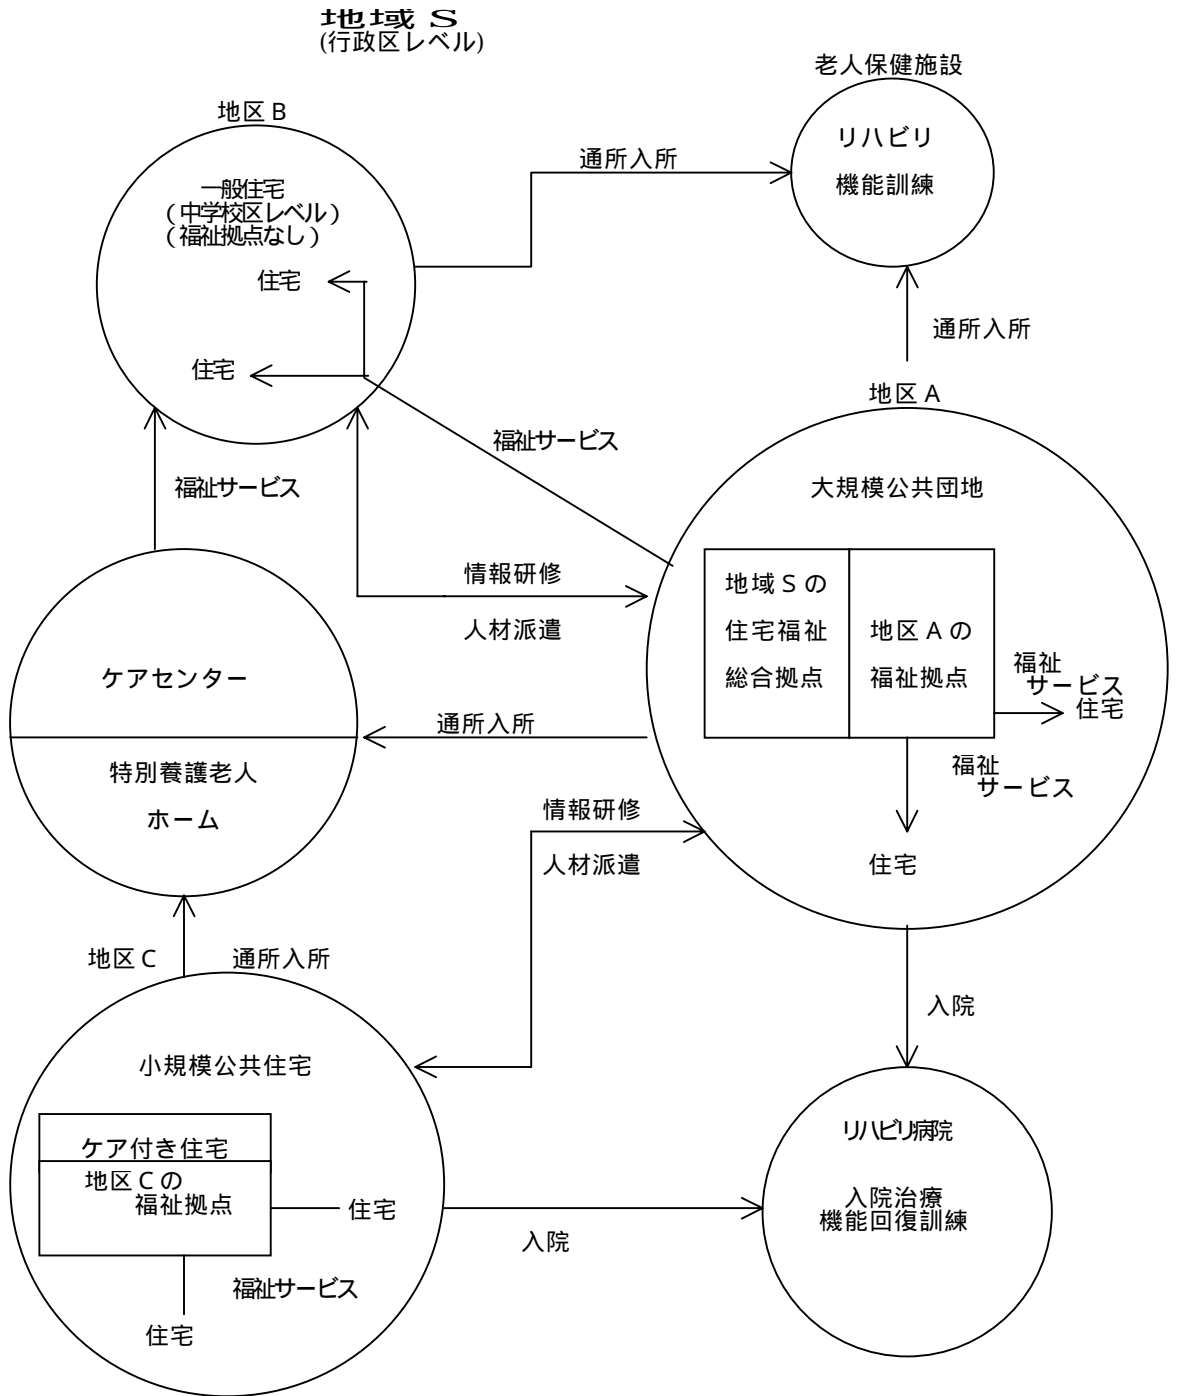 地域S
(行政区レベル)
老人保健施設
リハビリ
機能訓練
地区B
通所入所
一般住宅
(中学校区レベル)
(福祉拠点なし)
住宅
住宅
通所入所
地区A
福祉サービス
福祉サービス
大規模公共団地
情報研修
人材派遣
地域Sの
住宅福祉
総合拠点
地区Aの
福祉拠点
福祉
サービス
住宅
ケアセンター
通所入所
特別養護老人
ホーム
福祉
サービス
情報研修
人材派遣
住宅
地区C
通所入所
入院
小規模公共住宅
ケア付き住宅
地区Cの
福祉拠点
住宅
リハビリ病院
入院治療
機能回復訓練
入院
福祉サービス
住宅